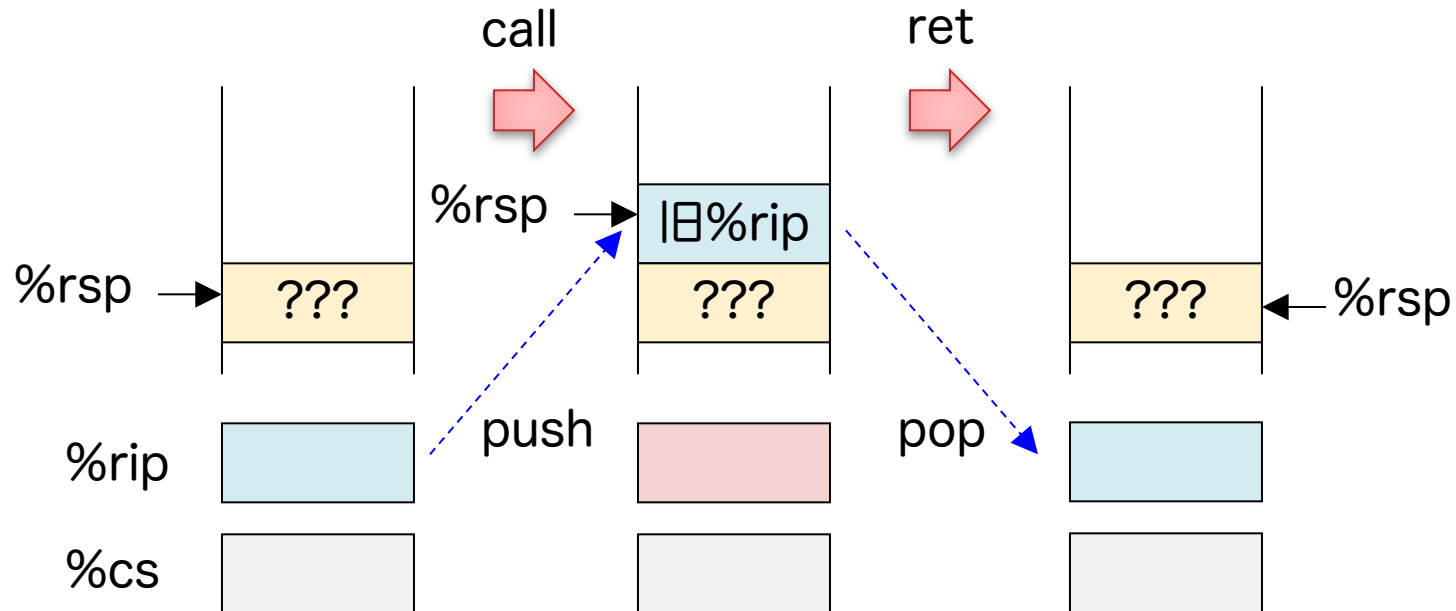 call
ret
%rsp
旧%rip
%rsp
???
???
???
%rsp
%rip
push
pop
%cs